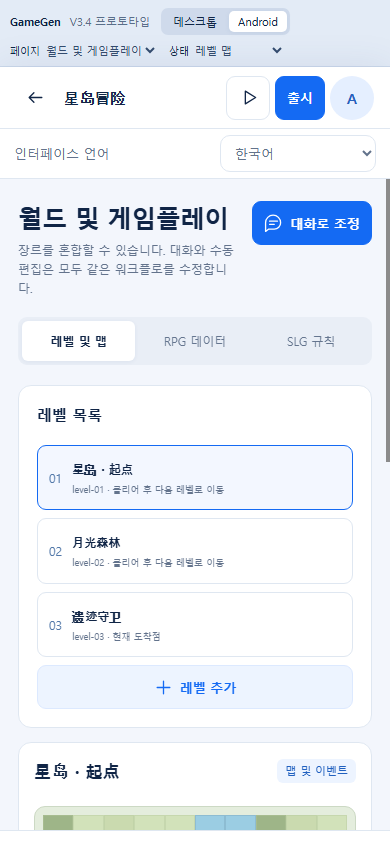 GameGen V3.4 프로토타입 데스크톱 Android
페이지 월드 및 게임플레이 상태 레벨 맵
星岛冒险 출시 A
인터페이스 언어 한국어
월드 및 게임플레이
대화로 조정
장르를 혼합할 수 있습니다. 대화와 수동
편집은 모두 같은 워크플로를 수정합니
다.
레벨 및 맵 RPG 데이터 SLG 규칙
레벨 목록
01 星岛 · 起点
level-01 · 클리어 후 다음 레벨로 이동
02 月光森林
level-02 · 클리어 후 다음 레벨로 이동
03 遗迹守卫
level-03 · 현재 도착점
레벨 추가
星岛 · 起点 맵 및 이벤트